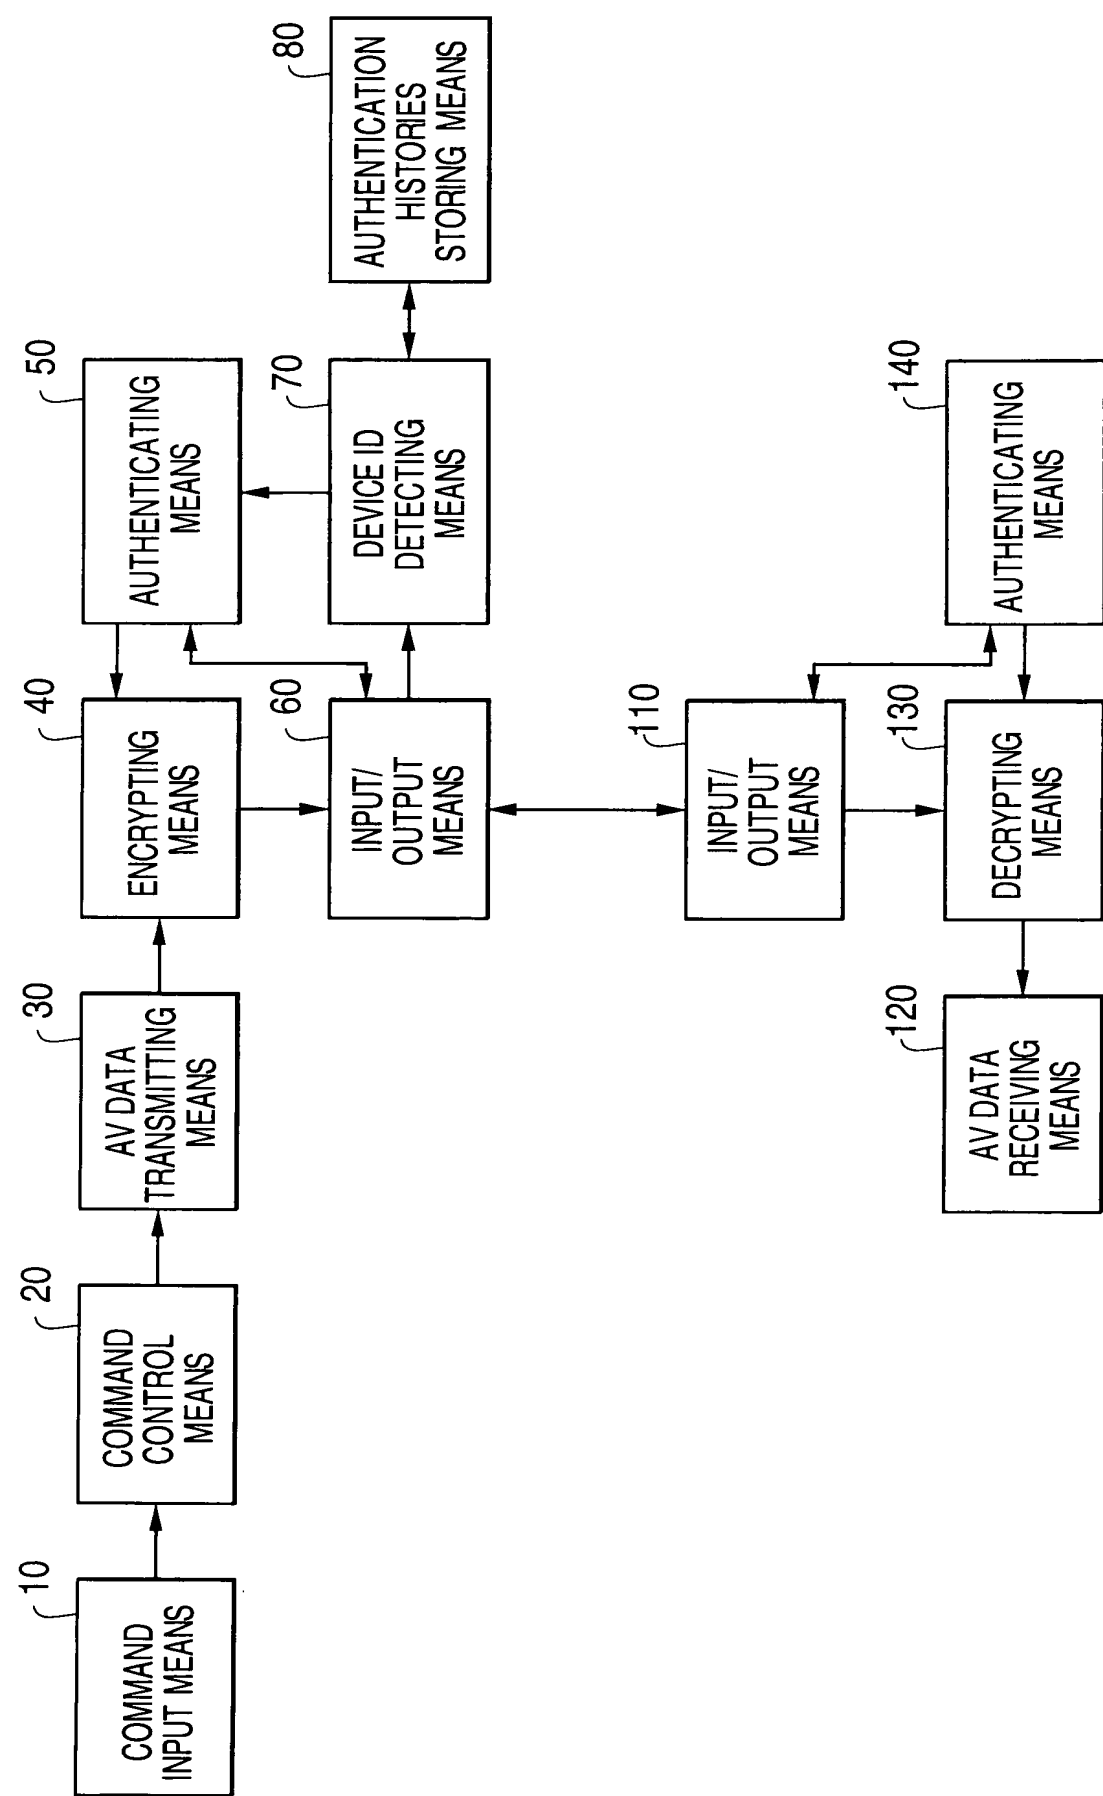 10
COMMAND
INPUT MEANS
20
COMMAND
CONTROL
MEANS
30
AV DATA
TRANSMITTING
MEANS
40
ENCRYPTING
MEANS
50
AUTHENTICATING
MEANS
60
INPUT/
OUTPUT
MEANS
70
DEVICE ID
DETECTING
MEANS
80
AUTHENTICATION
HISTORIES
STORING MEANS
110
INPUT/
OUTPUT
MEANS
120
AV DATA
RECEIVING
MEANS
130
DECRYPTING
MEANS
140
AUTHENTICATING
MEANS